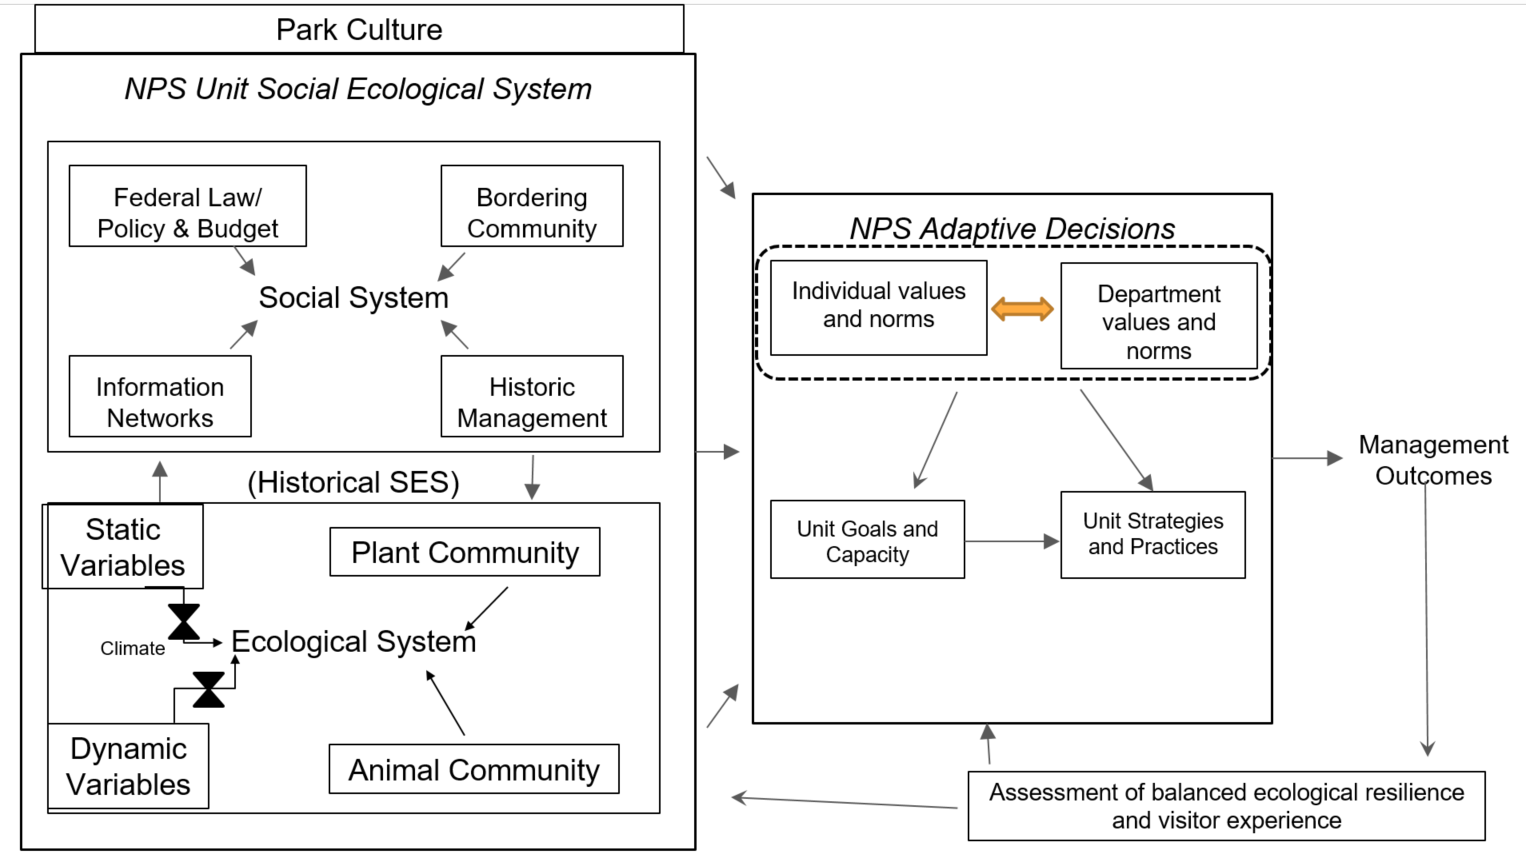 Park Culture
NPS Unit Social Ecological System
Federal Law/
Policy & Budget
Bordering
Community
Social System
Information
Networks
Historic
Management
(Historical SES)
Static
Variables
Plant Community
Climate
Ecological System
Dynamic
Variables
Animal Community
NPS Adaptive Decisions
Individual values
and norms
Department
values and
norms
Unit Goals and
Capacity
Unit Strategies
and Practices
Management
Outcomes
Assessment of balanced ecological resilience
and visitor experience